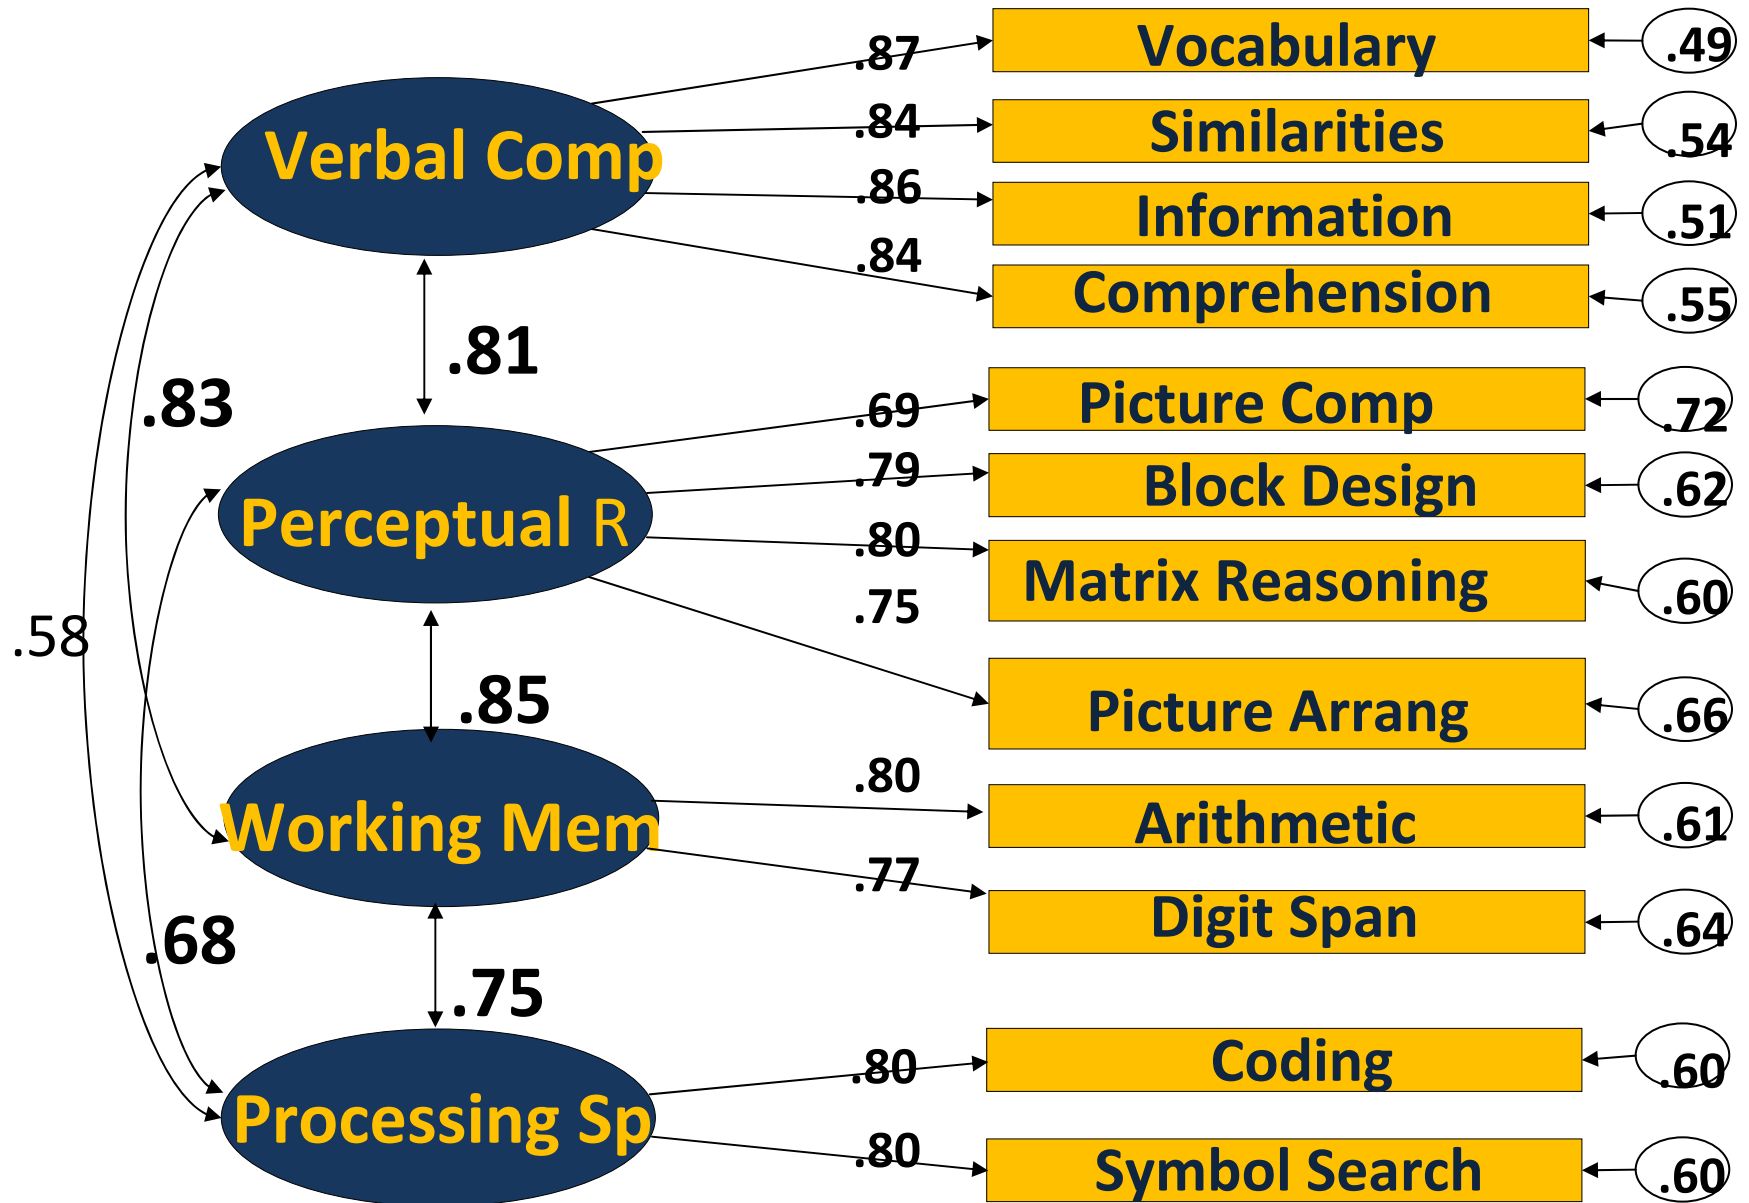 .87 Vocabulary .49
.84 Similarities .54
Verbal Comp
.86 Information .51
.84 Comprehension .55
.81
.83
.69 Picture Comp .72
.79 Block Design .62
Perceptual R
.80 Matrix Reasoning .60
.75
.58
.85
Picture Arrang .66
.80 Arithmetic .61
Working Mem
.77 Digit Span .64
.68
.75
.80 Coding .60
Processing Sp
.80 Symbol Search .60